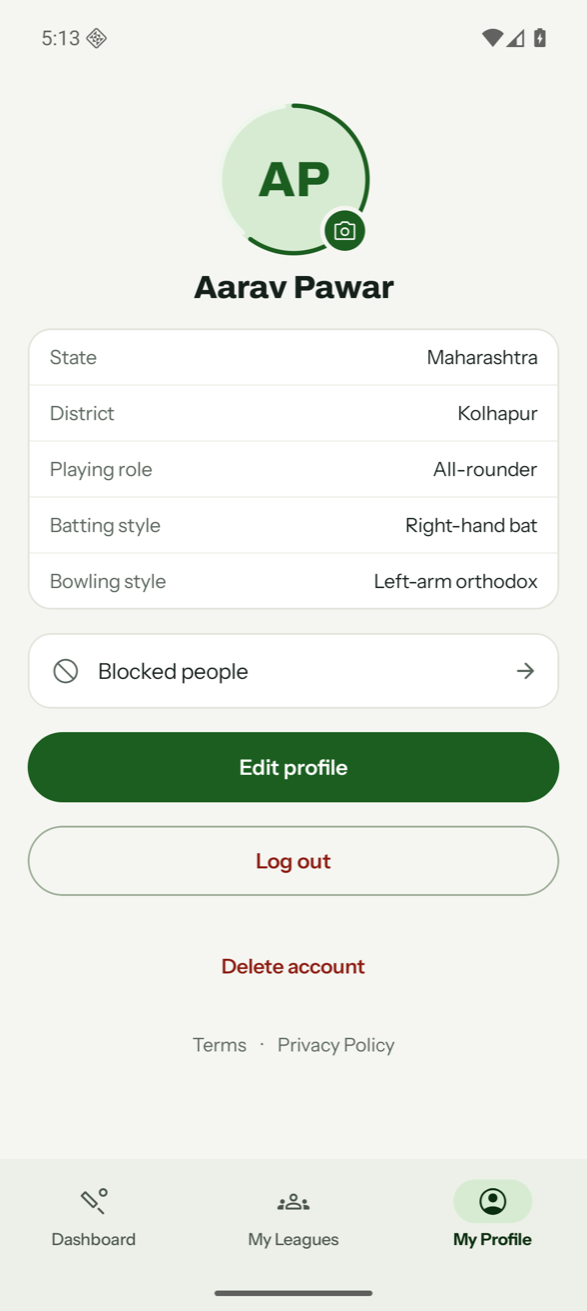 5:13
AP
Aarav Pawar
State Maharashtra
District Kolhapur
Playing role All-rounder
Batting style Right-hand bat
Bowling style Left-arm orthodox
Blocked people
Edit profile
Log out
Delete account
Terms · Privacy Policy
Dashboard My Leagues My Profile